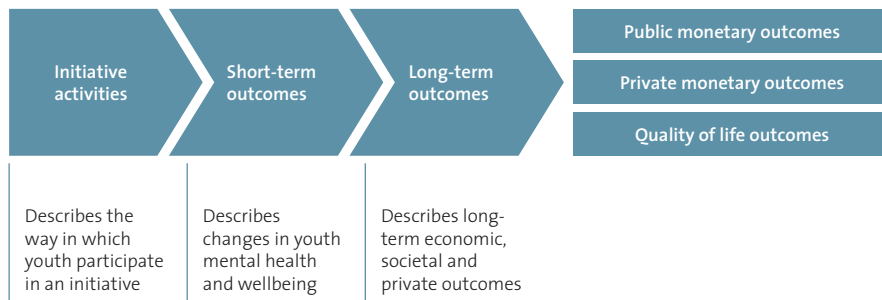 Initiative
activities
Short-term
outcomes
Long-term
outcomes
Public monetary outcomes
Private monetary outcomes
Quality of life outcomes
Describes the
way in which
youth participate
in an initiative
Describes
changes in youth
mental health
and wellbeing
Describes long-
term economic,
societal and
private outcomes